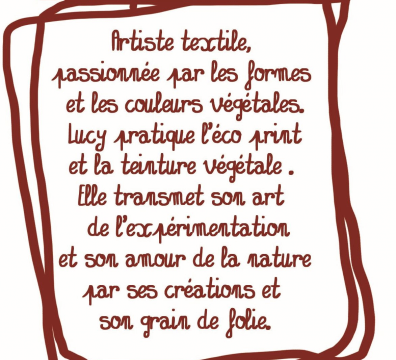 Artiste textile,
passionnée par les formes
et les couleurs végétales.
Lucy pratique l'éco print
et la teinture végétale .
Elle transmet son art
de l'expérimentation
et son amour de la nature
par ses créations et
son grain de folie.